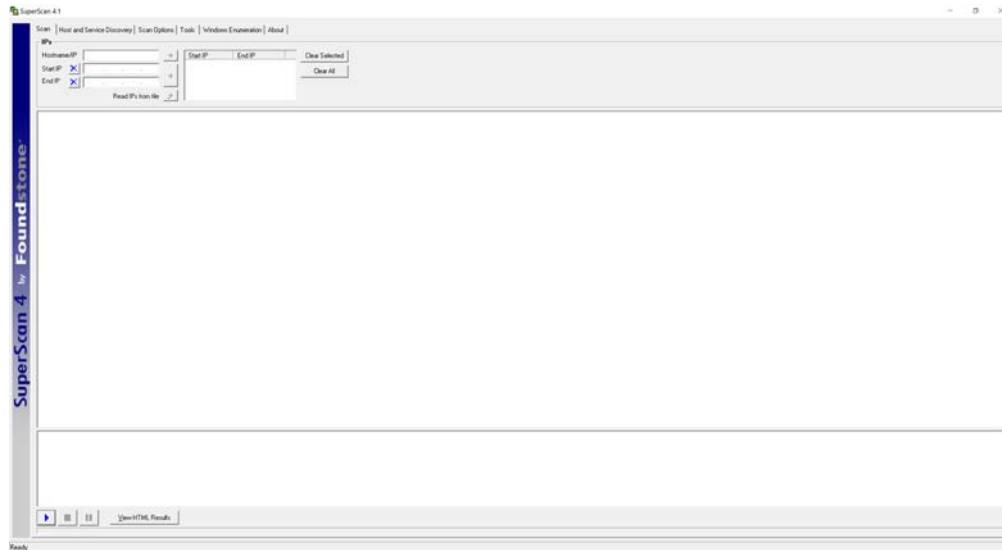 SuperScan 4.1
Scan Host and Service Discovery Scan Options Tools Windows Enumeration About
IPs
Hostname/IP
Start IP
End IP
Read IPs from file
Start IP End IP
Clear Selected
Clear All
SuperScan 4 by Foundstone
View HTML Results
Ready